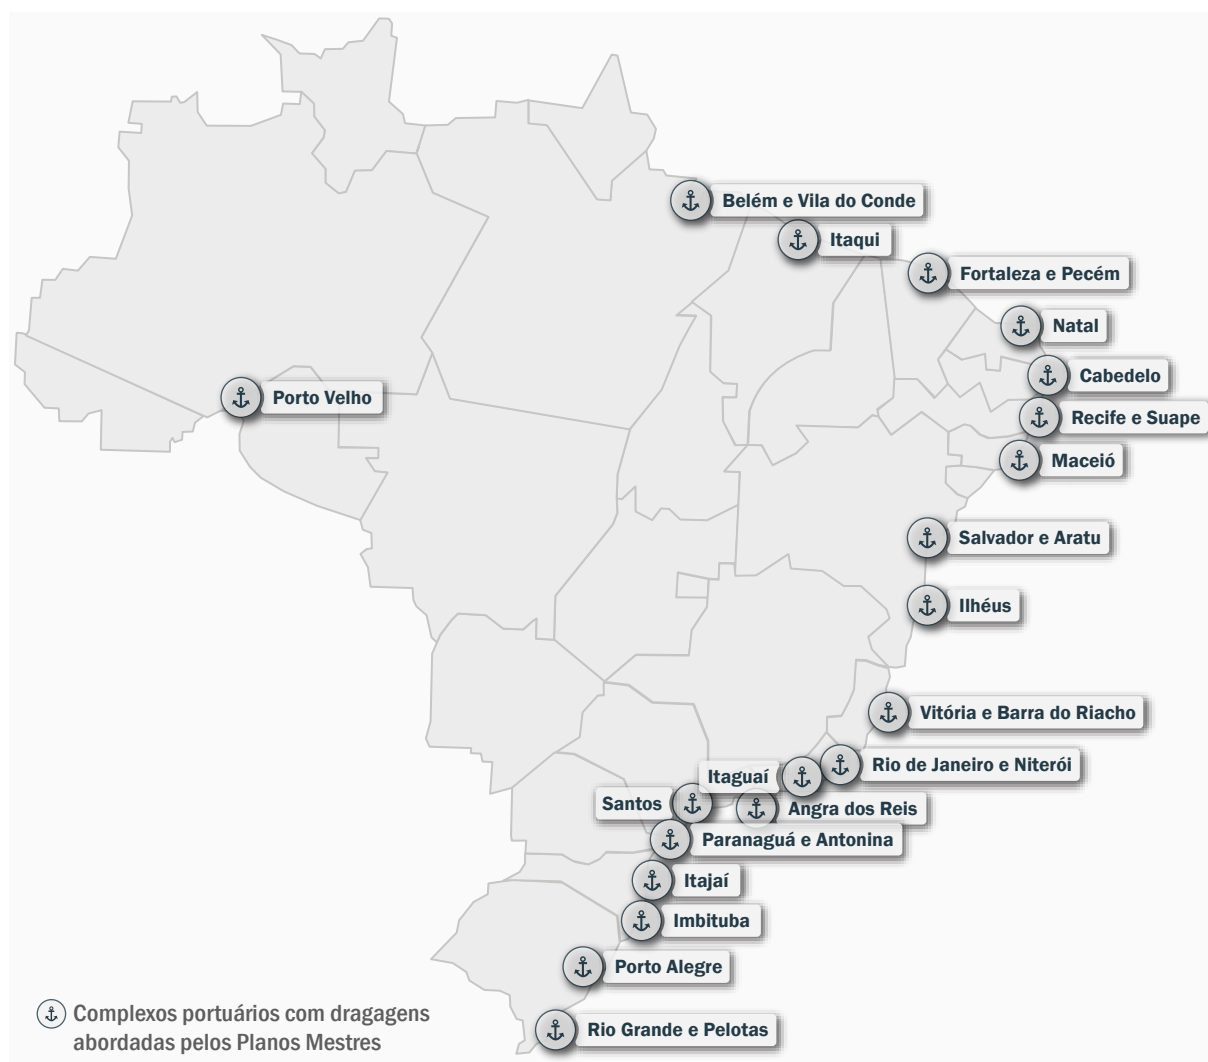 Belém e Vila do Conde
Itaqui
Fortaleza e Pecém
Natal
Cabedelo
Porto Velho
Recife e Suape
Maceió
Salvador e Aratu
Ilhéus
Vitória e Barra do Riacho
Rio de Janeiro e Niterói
Itaguaí
Santos
Angra dos Reis
Paranaguá e Antonina
Itajaí
Imbituba
Porto Alegre
Complexos portuários com dragagens
abordadas pelos Planos Mestres
Rio Grande e Pelotas